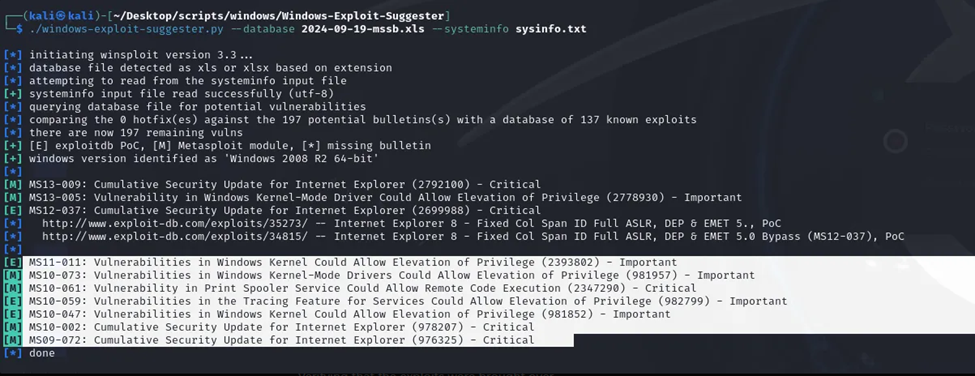 ┌──(kali㉿kali)-[~/Desktop/scripts/windows/Windows-Exploit-Suggester]
└─$ ./windows-exploit-suggester.py --database 2024-09-19-mssb.xls --systeminfo sysinfo.txt
[*] initiating winsploit version 3.3...
[*] database file detected as xls or xlsx based on extension
[*] attempting to read from the systeminfo input file
[+] systeminfo input file read successfully (utf-8)
[*] querying database file for potential vulnerabilities
[*] comparing the 0 hotfix(es) against the 197 potential bulletins(s) with a database of 137 known exploits
[*] there are now 197 remaining vulns
[+] [E] exploitdb PoC, [M] Metasploit module, [*] missing bulletin
[+] windows version identified as 'Windows 2008 R2 64-bit'
[*]
[M] MS13-009: Cumulative Security Update for Internet Explorer (2792100) - Critical
[M] MS13-005: Vulnerability in Windows Kernel-Mode Driver Could Allow Elevation of Privilege (2778930) - Important
[E] MS12-037: Cumulative Security Update for Internet Explorer (2699988) - Critical
[*]   http://www.exploit-db.com/exploits/35273/ -- Internet Explorer 8 - Fixed Col Span ID Full ASLR, DEP & EMET 5., PoC
[*]   http://www.exploit-db.com/exploits/34815/ -- Internet Explorer 8 - Fixed Col Span ID Full ASLR, DEP & EMET 5.0 Bypass (MS12-037), PoC
[*]
[E] MS11-011: Vulnerabilities in Windows Kernel Could Allow Elevation of Privilege (2393802) - Important
[M] MS10-073: Vulnerabilities in Windows Kernel-Mode Drivers Could Allow Elevation of Privilege (981957) - Important
[M] MS10-061: Vulnerability in Print Spooler Service Could Allow Remote Code Execution (2347290) - Critical
[E] MS10-059: Vulnerabilities in the Tracing Feature for Services Could Allow Elevation of Privilege (982799) - Important
[E] MS10-047: Vulnerabilities in Windows Kernel Could Allow Elevation of Privilege (981852) - Important
[M] MS10-002: Cumulative Security Update for Internet Explorer (978207) - Critical
[M] MS09-072: Cumulative Security Update for Internet Explorer (976325) - Critical
[*] done